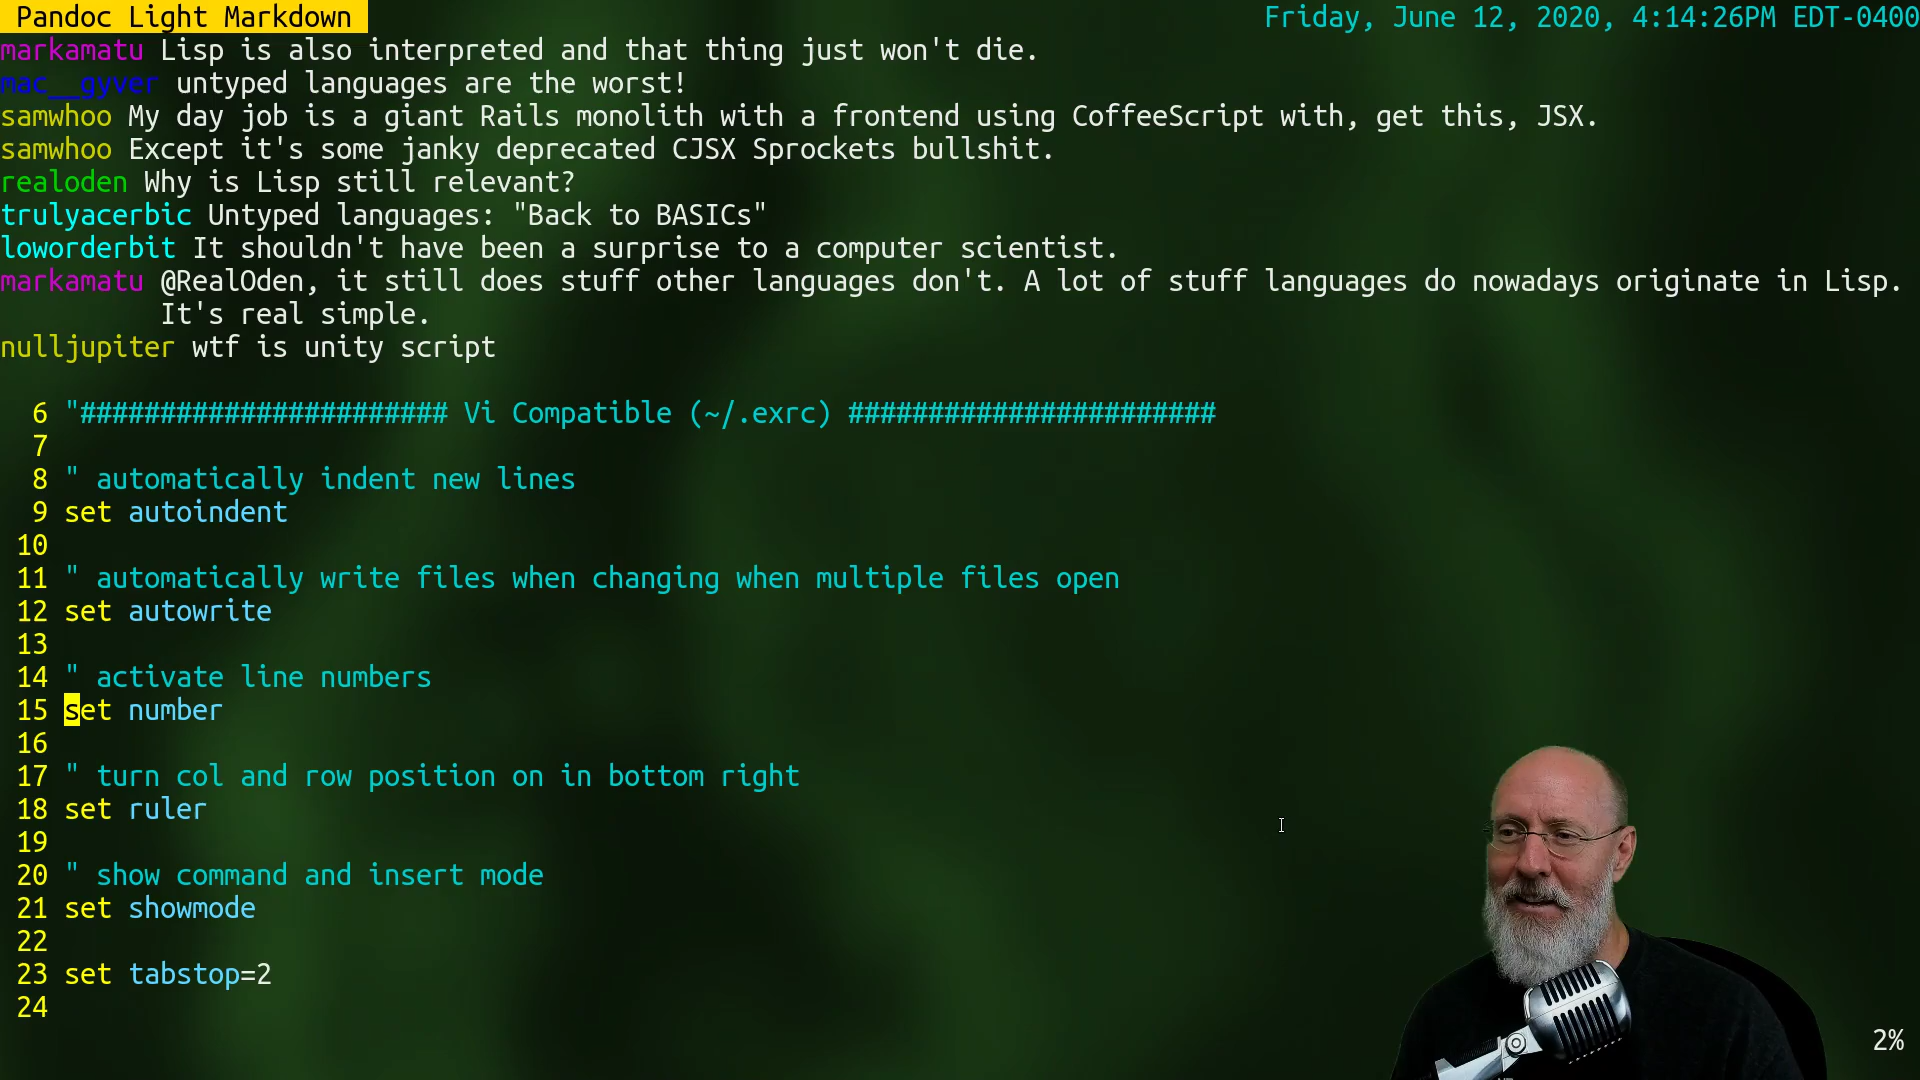 Pandoc Light Markdown
Friday, June 12, 2020, 4:14:26PM EDT-0400
markamatu Lisp is also interpreted and that thing just won't die.
mac__gyver untyped languages are the worst!
samwhoo My day job is a giant Rails monolith with a frontend using CoffeeScript with, get this, JSX.
samwhoo Except it's some janky deprecated CJSX Sprockets bullshit.
realoden Why is Lisp still relevant?
trulyacerbic Untyped languages: "Back to BASICs"
loworderbit It shouldn't have been a surprise to a computer scientist.
markamatu @RealOden, it still does stuff other languages don't. A lot of stuff languages do nowadays originate in Lisp.
It's real simple.
nulljupiter wtf is unity script
6 "####################### Vi Compatible (~/.exrc) #######################
7
8 " automatically indent new lines
9 set autoindent
10
11 " automatically write files when changing when multiple files open
12 set autowrite
13
14 " activate line numbers
15 set number
16
17 " turn col and row position on in bottom right
18 set ruler
19
20 " show command and insert mode
21 set showmode
22
23 set tabstop=2
24
2%